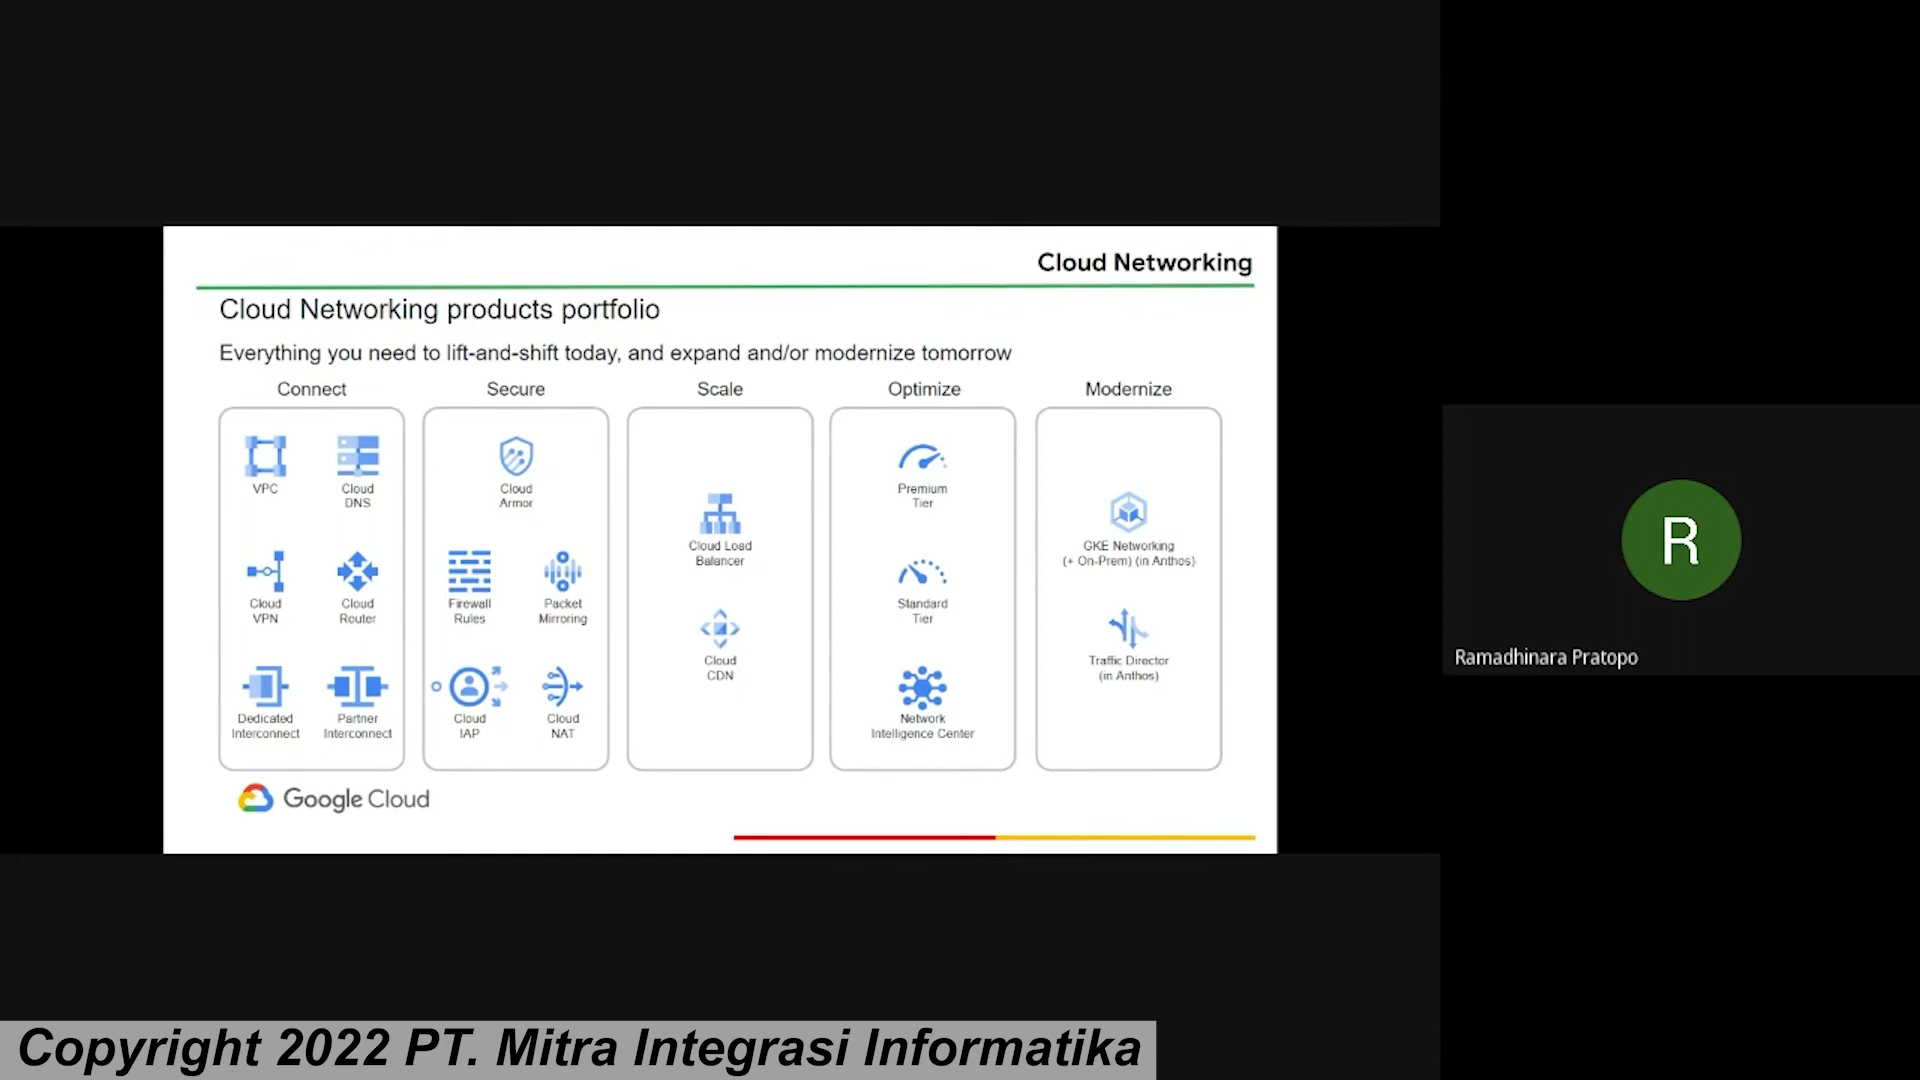 Cloud Networking
Cloud Networking products portfolio
Everything you need to lift-and-shift today, and expand and/or modernize tomorrow
Connect
VPC
Cloud
DNS
Cloud
VPN
Cloud
Router
Dedicated
Interconnect
Partner
Interconnect
Secure
Cloud
Armor
Firewall
Rules
Packet
Mirroring
Cloud
IAP
Cloud
NAT
Scale
Cloud Load
Balancer
Cloud
CDN
Optimize
Premium
Tier
Standard
Tier
Network
Intelligence Center
Modernize
GKE Networking
(+ On-Prem) (in Anthos)
Traffic Director
(in Anthos)
Google Cloud
R
Ramadhinara Pratopo
Copyright 2022 PT. Mitra Integrasi Informatika